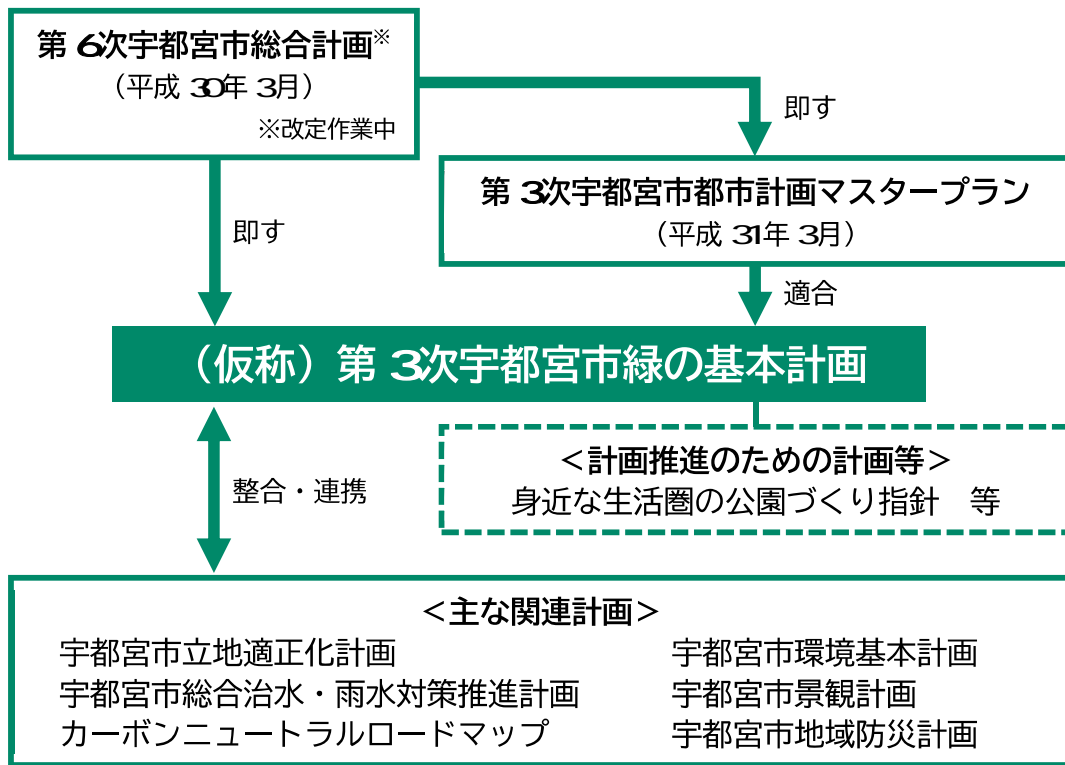 第6次宇都宮市総合計画※
（平成30年3月）
※改定作業中
即す
第3次宇都宮市都市計画マスタープラン
（平成31年3月）
即す
適合
（仮称）第3次宇都宮市緑の基本計画
＜計画推進のための計画等＞
身近な生活圏の公園づくり指針　等
整合・連携
＜主な関連計画＞
宇都宮市立地適正化計画
宇都宮市総合治水・雨水対策推進計画
カーボンニュートラルロードマップ
宇都宮市環境基本計画
宇都宮市景観計画
宇都宮市地域防災計画